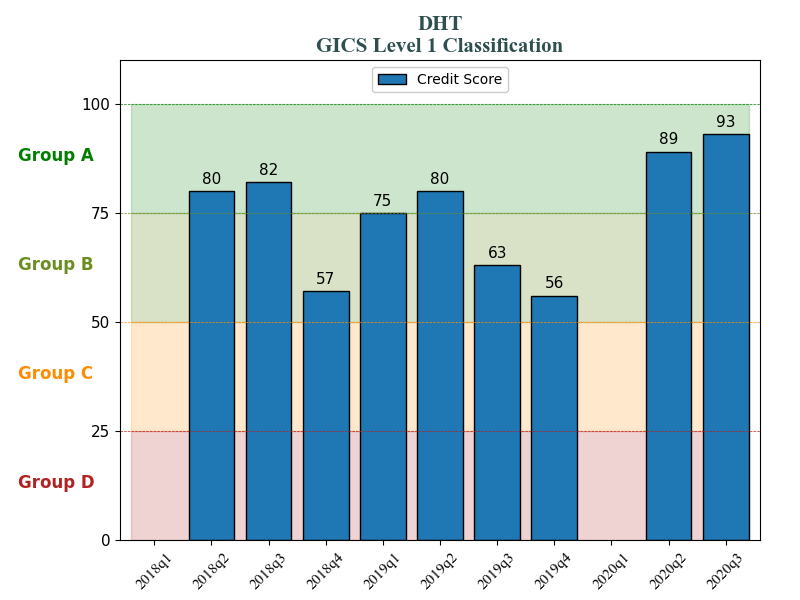 DHT
GICS Level 1 Classification
Credit Score
100
75
50
25
0
Group A
Group B
Group C
Group D
80
82
57
75
80
63
56
89
93
2018q1
2018q2
2018q3
2018q4
2019q1
2019q2
2019q3
2019q4
2020q1
2020q2
2020q3